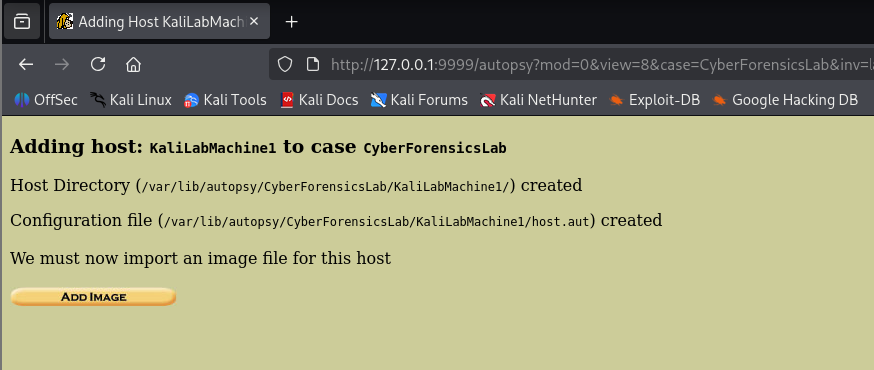 Adding Host KaliLabMach
http://127.0.0.1:9999/autopsy?mod=0&view=8&case=CyberForensicsLab&inv=l
OffSec Kali Linux Kali Tools Kali Docs Kali Forums Kali NetHunter Exploit-DB Google Hacking DB
Adding host: KaliLabMachine1 to case CyberForensicsLab
Host Directory (/var/lib/autopsy/CyberForensicsLab/KaliLabMachine1/) created
Configuration file (/var/lib/autopsy/CyberForensicsLab/KaliLabMachine1/host.aut) created
We must now import an image file for this host
ADD IMAGE